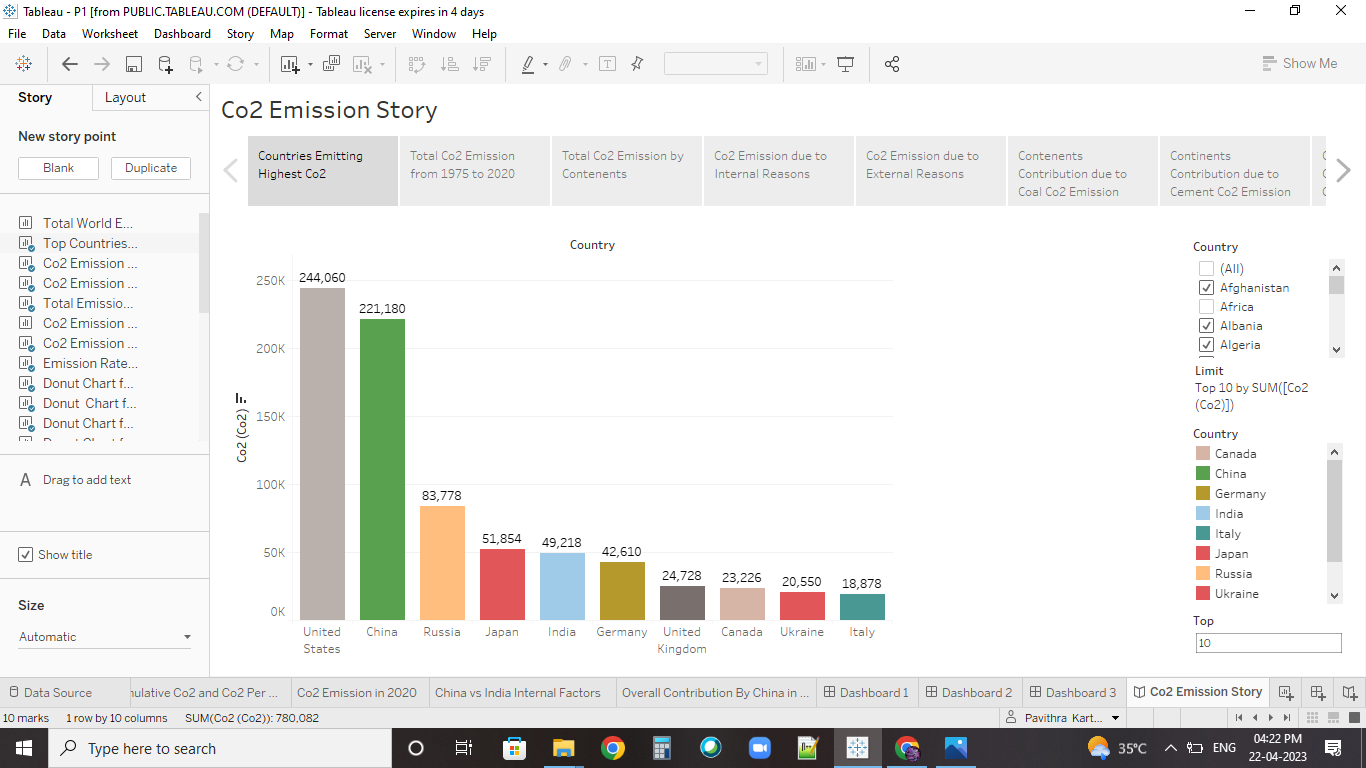 Tableau - P1 [from PUBLIC.TABLEAU.COM (DEFAULT)] - Tableau license expires in 4 days
File Data Worksheet Dashboard Story Map Format Server Window Help
Show Me
Story Layout
New story point
Blank Duplicate
Total World E...
Top Countries...
Co2 Emission ...
Co2 Emission ...
Total Emissio...
Co2 Emission ...
Co2 Emission ...
Emission Rate...
Donut Chart f...
Donut Chart f...
Donut Chart f...
A Drag to add text
Show title
Size
Automatic
Co2 Emission Story
Countries Emitting
Highest Co2
Total Co2 Emission
from 1975 to 2020
Total Co2 Emission by
Contenents
Co2 Emission due to
Internal Reasons
Co2 Emission due to
External Reasons
Contenents
Contribution due to
Coal Co2 Emission
Continents
Contribution due to
Cement Co2 Emission
Country
Co2 (Co2)
250K
200K
150K
100K
50K
0K
244,060
221,180
83,778
51,854
49,218
42,610
24,728
23,226
20,550
18,878
United
States
China
Russia
Japan
India
Germany
United
Kingdom
Canada
Ukraine
Italy
Country
(All)
Afghanistan
Africa
Albania
Algeria
Limit
Top 10 by SUM([Co2
(Co2)])
Country
Canada
China
Germany
India
Italy
Japan
Russia
Ukraine
Top
10
Data Source
ulative Co2 and Co2 Per ...
Co2 Emission in 2020
China vs India Internal Factors
Overall Contribution By China in ...
Dashboard 1
Dashboard 2
Dashboard 3
Co2 Emission Story
10 marks 1 row by 10 columns SUM(Co2 (Co2)): 780,082
Pavithra Kart...
Type here to search
35°C
ENG
04:22 PM
22-04-2023